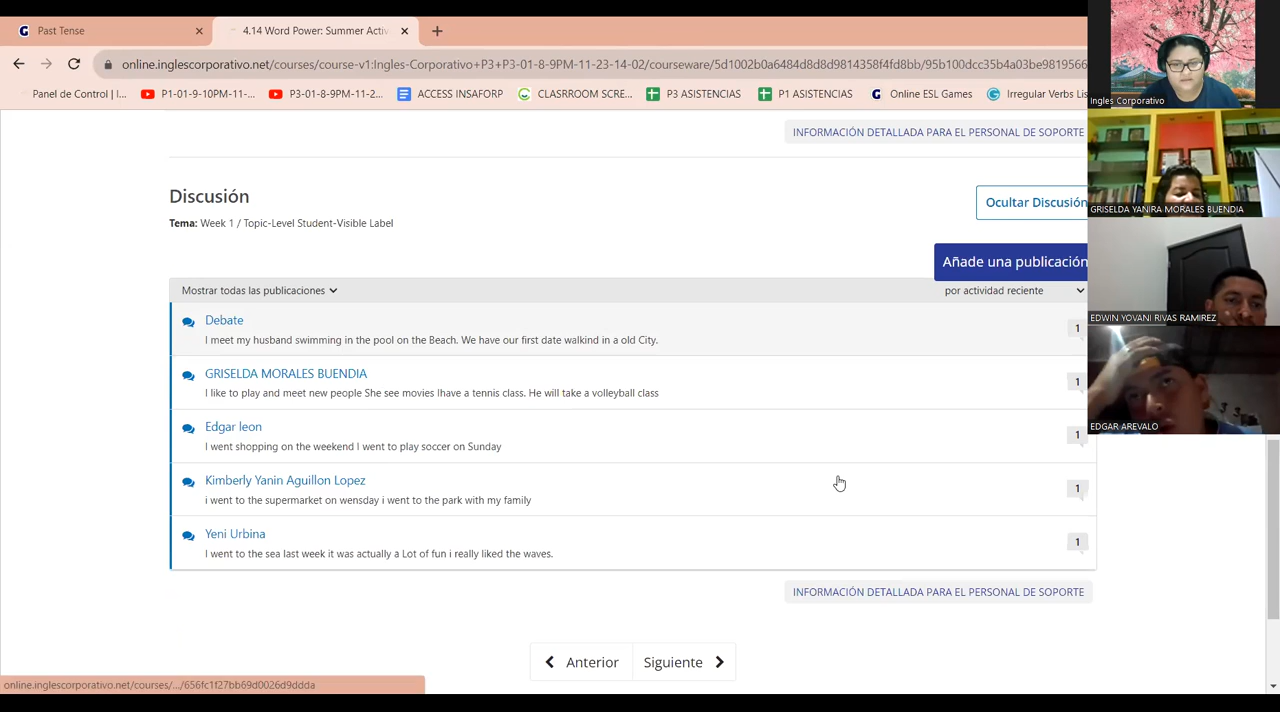 Past Tense
4.14 Word Power: Summer Activ
online.inglescorporativo.net/courses/course-v1:Ingles-Corporativo+P3+P3-01-8-9PM-11-23-14-02/courseware/5d1002b0a6484d8d8d9814358f4fd8bb/95b100dcc35b4a03be9819566
Panel de Control | I...
P1-01-9-10PM-11-...
P3-01-8-9PM-11-2...
ACCESS INSAFORP
CLASRROOM SCRE...
P3 ASISTENCIAS
P1 ASISTENCIAS
Online ESL Games
Irregular Verbs Lis
Ingles Corporativo
INFORMACIÓN DETALLADA PARA EL PERSONAL DE SOPORTE
Discusión
Ocultar Discusión
Tema: Week 1 / Topic-Level Student-Visible Label
GRISELDA YANIRA MORALES BUENDIA
Añade una publicación
Mostrar todas las publicaciones
por actividad reciente
Debate
1
I meet my husband swimming in the pool on the Beach. We have our first date walkind in a old City.
EDWIN YOVANI RIVAS RAMIREZ
GRISELDA MORALES BUENDIA
1
I like to play and meet new people She see movies Ihave a tennis class. He will take a volleyball class
Edgar leon
1
I went shopping on the weekend I went to play soccer on Sunday
EDGAR AREVALO
Kimberly Yanin Aguillon Lopez
1
i went to the supermarket on wensday i went to the park with my family
Yeni Urbina
1
I went to the sea last week it was actually a Lot of fun i really liked the waves.
INFORMACIÓN DETALLADA PARA EL PERSONAL DE SOPORTE
Anterior
Siguiente
online.inglescorporativo.net/courses/.../656fc1f27bb69d0026d9ddda